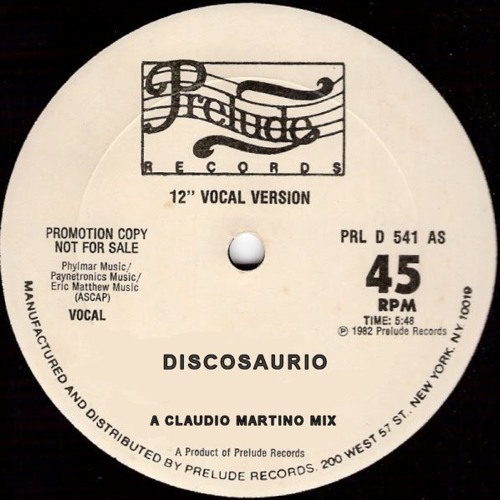 Prelude
RECORDS
12" VOCAL VERSION
PROMOTION COPY
NOT FOR SALE
Phylmar Music/
Paynetronics Music/
Eric Matthew Music
(ASCAP)
VOCAL
PRL D 541 AS
45
RPM
TIME: 5:48
℗ 1982 Prelude Records
DISCOSAURIO
A CLAUDIO MARTINO MIX
A Product of Prelude Records
MANUFACTURED AND DISTRIBUTED BY PRELUDE RECORDS, 200 WEST 57 ST., NEW YORK, NY 10019